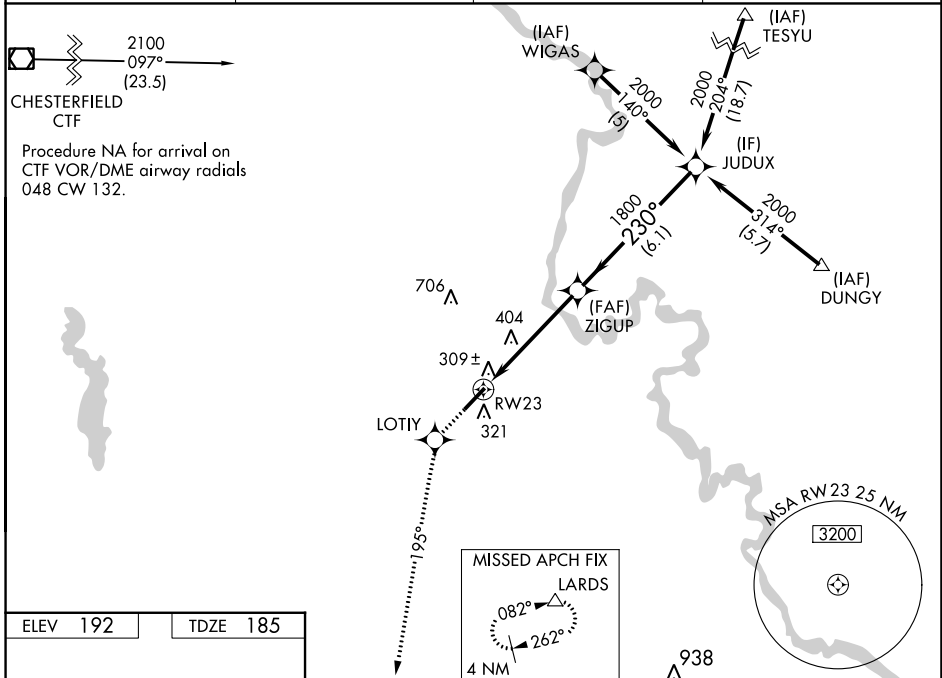 2100
097°
(23.5)
CHESTERFIELD
CTF
Procedure NA for arrival on
CTF VOR/DME airway radials
048 CW 132.
(IAF)
WIGAS
(IAF)
TESYU
2000
140°
(5)
2000
204°
(18.7)
(IF)
JUDUX
1800
230°
(6.1)
2000
314°
(5.7)
(IAF)
DUNGY
(FAF)
ZIGUP
706
404
309±
RW23
321
LOTIY
195°
MISSED APCH FIX
LARDS
082°
262°
4 NM
MSA RW23 25 NM
3200
938
ELEV 192
TDZE 185